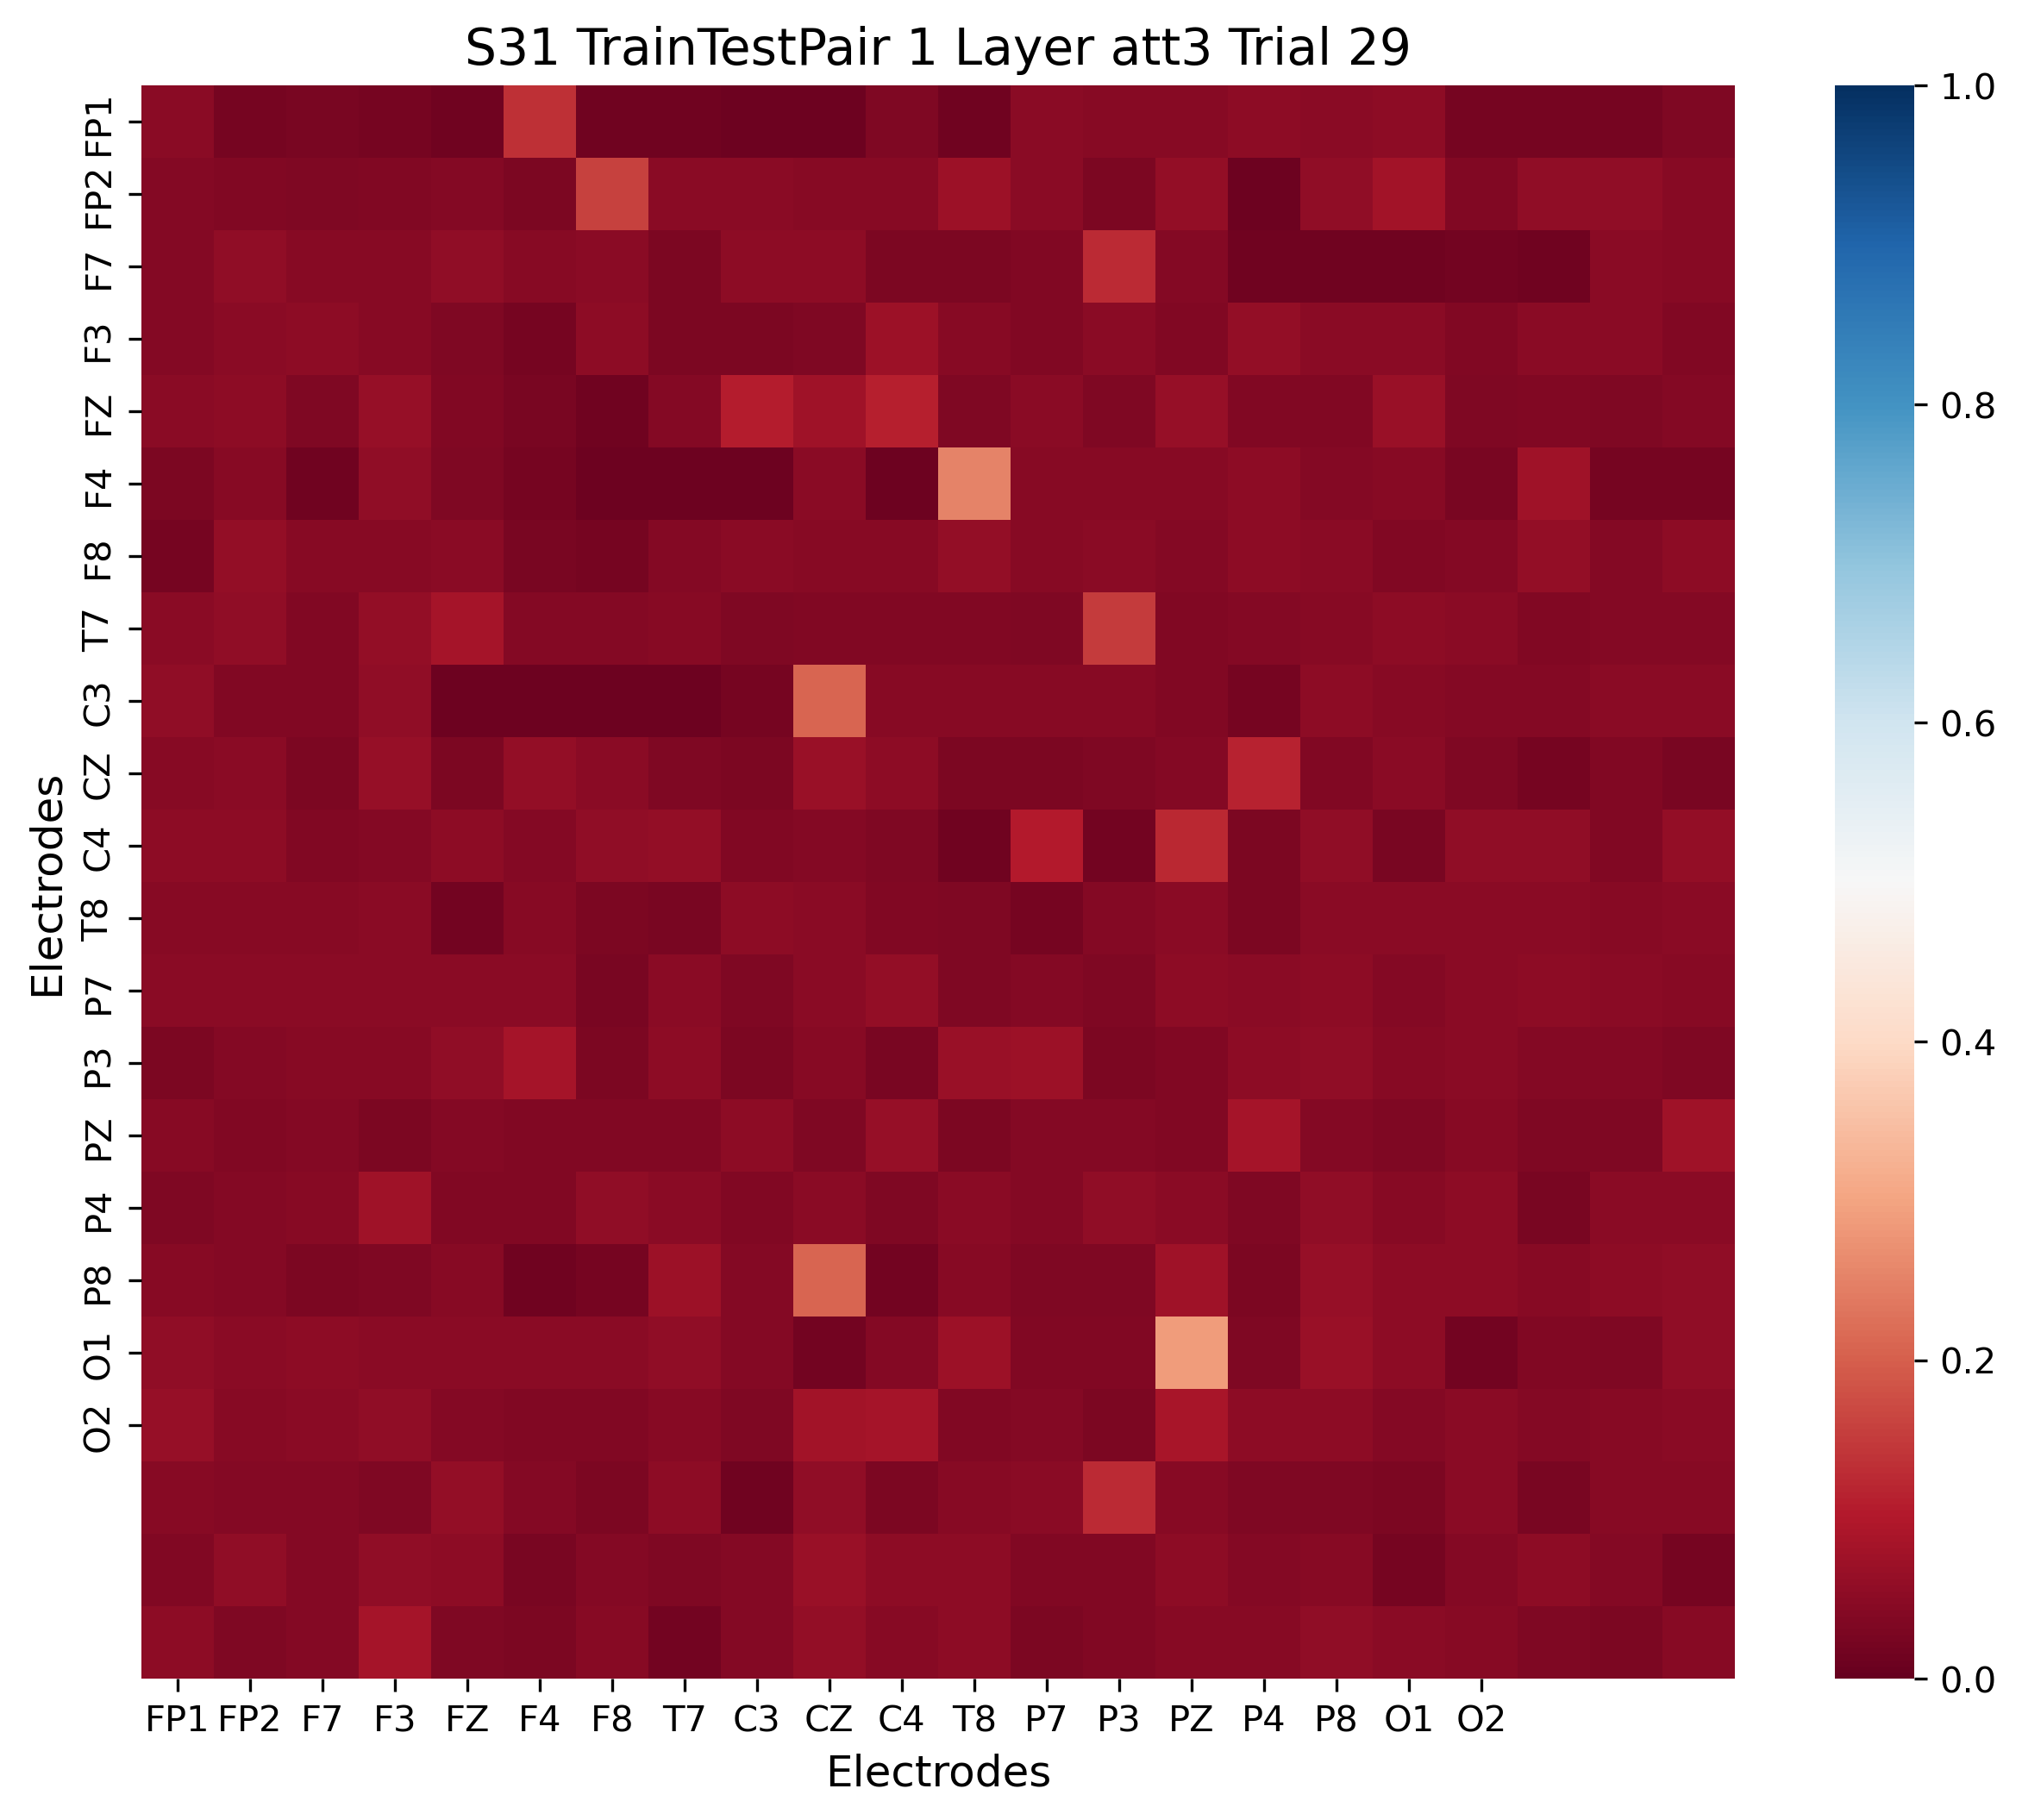 S31 TrainTestPair 1 Layer att3 Trial 29
Electrodes
FP1
FP2
F7
F3
FZ
F4
F8
T7
C3
CZ
C4
T8
P7
P3
PZ
P4
P8
O1
O2
FP1 FP2 F7 F3 FZ F4 F8 T7 C3 CZ C4 T8 P7 P3 PZ P4 P8 O1 O2
Electrodes
1.0
0.8
0.6
0.4
0.2
0.0